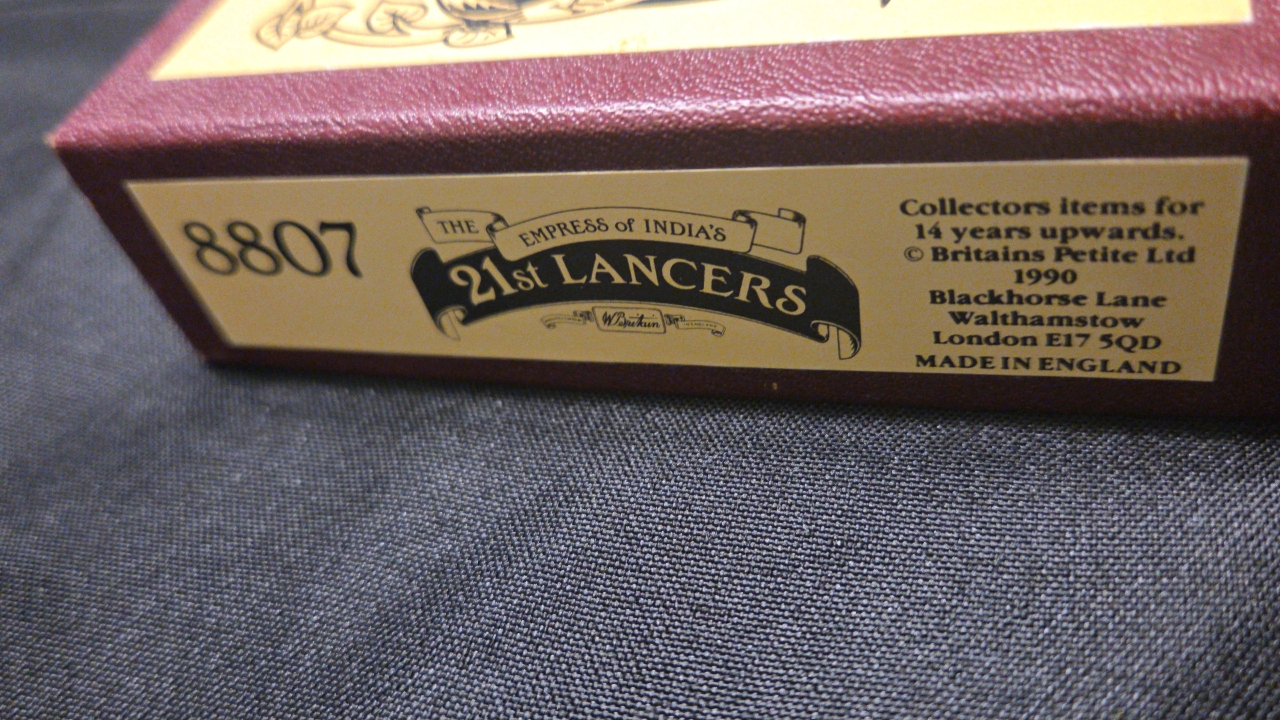 8807
THE
EMPRESS of INDIA'S
21st LANCERS
W. Britain
Collectors items for
14 years upwards.
© Britains Petite Ltd
1990
Blackhorse Lane
Walthamstow
London E17 5QD
MADE IN ENGLAND